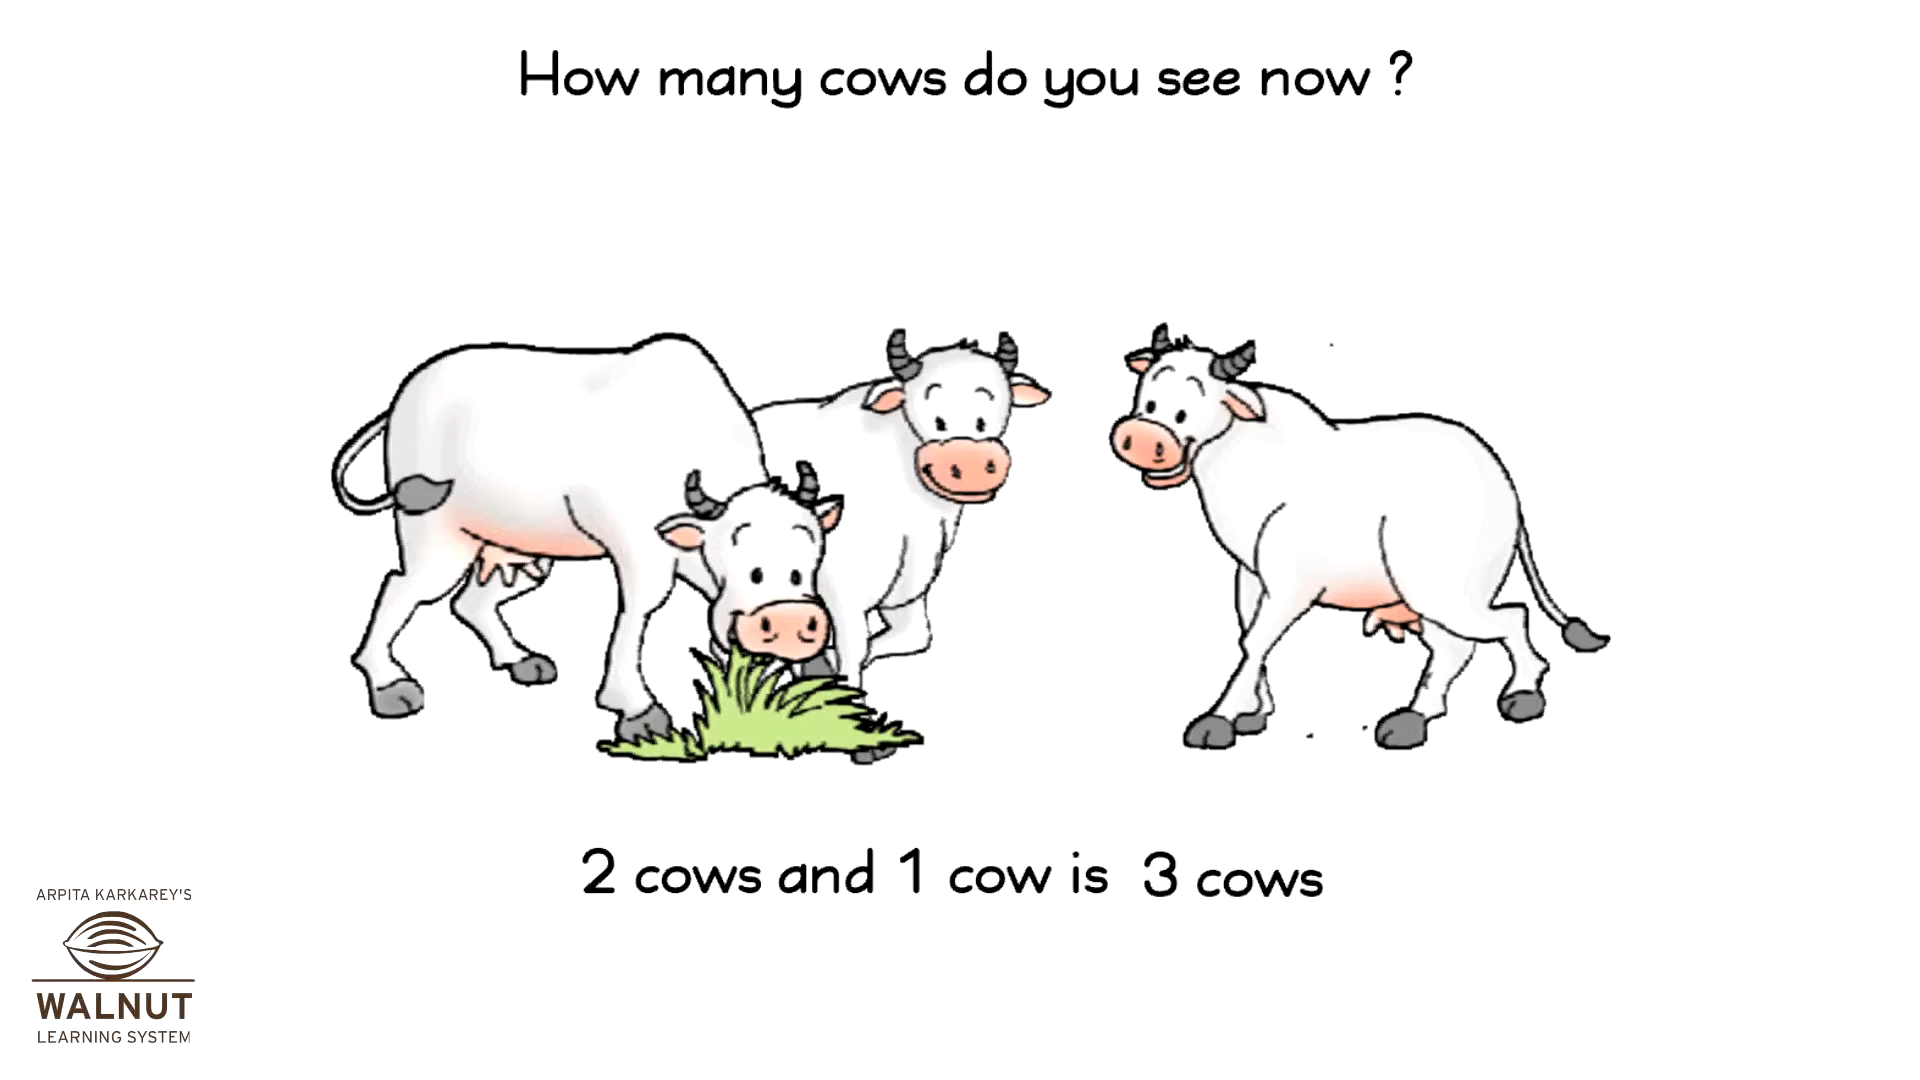 How many cows do you see now ?
2 cows and 1 cow is 3 cows
ARPITA KARKAREY'S
WALNUT
LEARNING SYSTEM